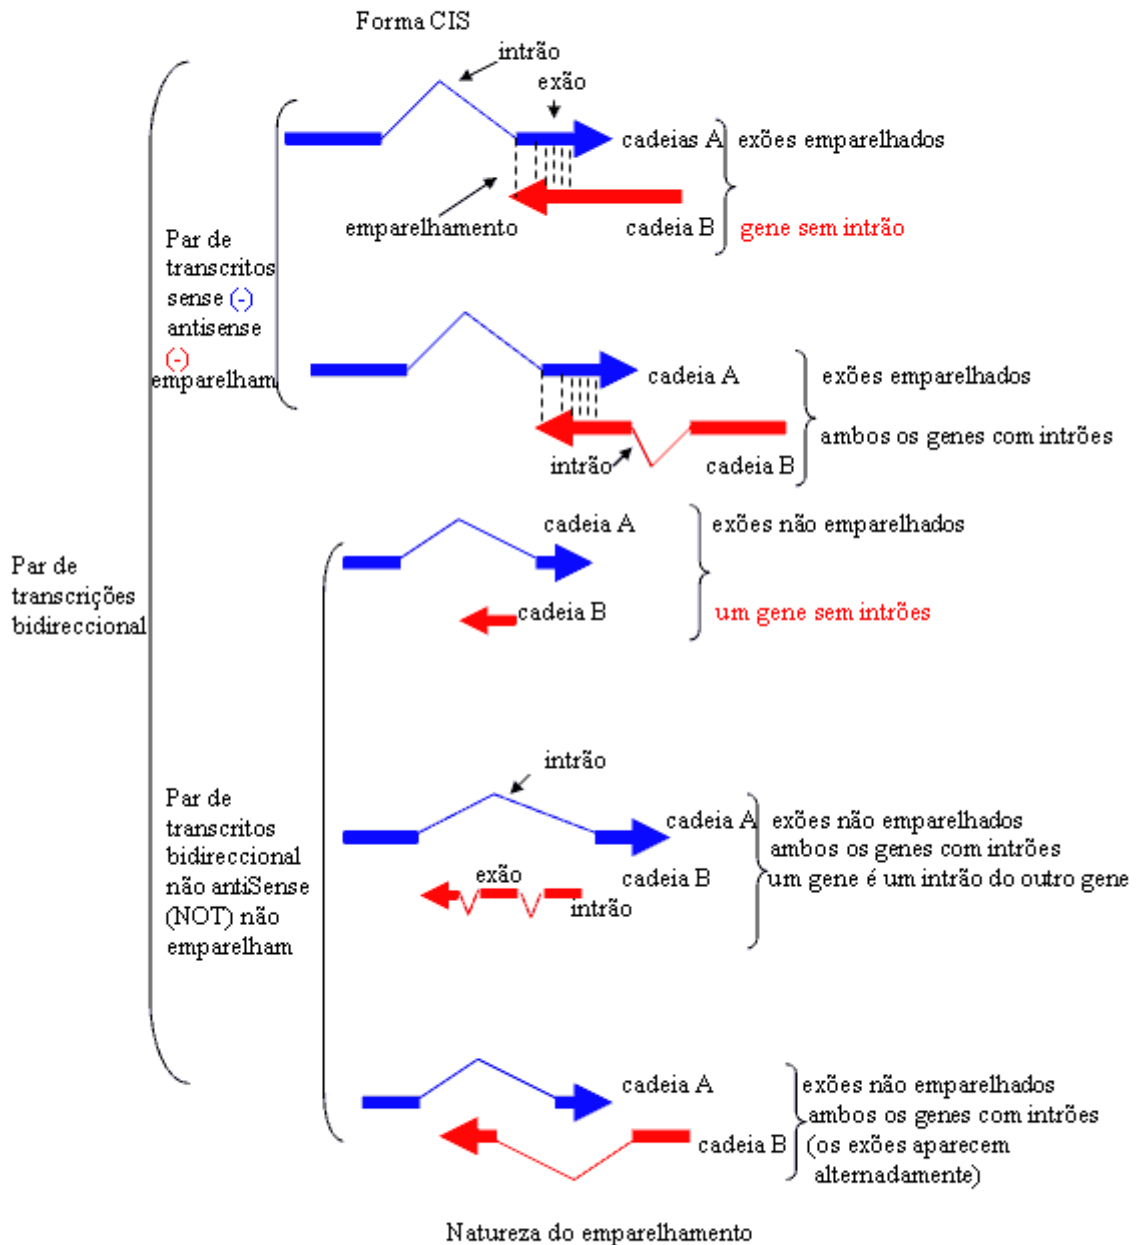 Forma CIS
intrão
exão
cadeias A
exões emparelhados
emparelhamento
cadeia B
gene sem intrão
Par de
transcritos
sense (-)
antisense
(-)
emparelham
cadeia A
exões emparelhados
ambos os genes com intrões
intrão
cadeia B
cadeia A
exões não emparelhados
cadeia B
um gene sem intrões
Par de
transcrições
bidireccional
intrão
Par de
transcritos
bidireccional
não antiSense
(NOT) não
emparelham
cadeia A
exões não emparelhados
ambos os genes com intrões
um gene é um intrão do outro gene
exão
cadeia B
intrão
cadeia A
exões não emparelhados
ambos os genes com intrões
(os exões aparecem
alternadamente)
cadeia B
Natureza do emparelhamento